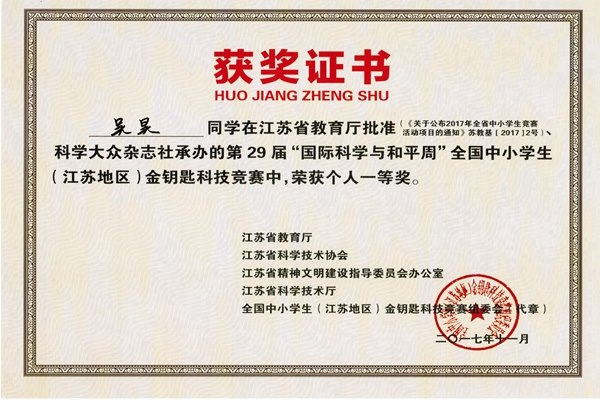 获奖证书
HUO JIANG ZHENG SHU
吴昊 同学在江苏省教育厅批准(《关于公布2017年全省中小学生竞赛
活动项目的通知》苏教基[2017]2号)、
科学大众杂志社承办的第29届“国际科学与和平周”全国中小学生
(江苏地区)金钥匙科技竞赛中,荣获个人一等奖。
江苏省教育厅
江苏省科学技术协会
江苏省精神文明建设指导委员会办公室
江苏省科学技术厅
全国中小学生(江苏地区)金钥匙科技竞赛组委会(代章)
二〇一七年十一月